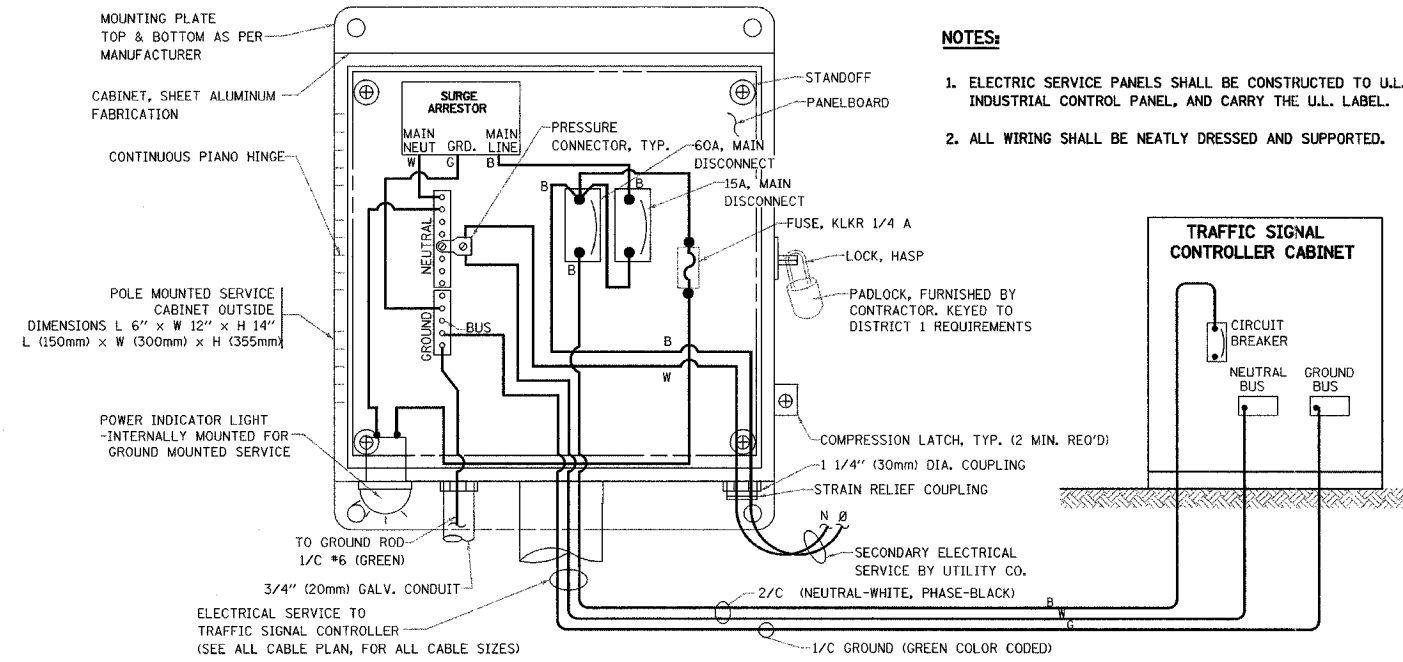 MOUNTING PLATE
TOP & BOTTOM AS PER
MANUFACTURER
CABINET, SHEET ALUMINUM
FABRICATION
CONTINUOUS PIANO HINGE
POLE MOUNTED SERVICE
CABINET OUTSIDE
DIMENSIONS L 6" x W 12" x H 14"
L (150mm) x W (300mm) x H (355mm)
POWER INDICATOR LIGHT
-INTERNALLY MOUNTED FOR
GROUND MOUNTED SERVICE
TO GROUND ROD
1/C #6 (GREEN)
3/4" (20mm) GALV. CONDUIT
ELECTRICAL SERVICE TO
TRAFFIC SIGNAL CONTROLLER
(SEE ALL CABLE PLAN, FOR ALL CABLE SIZES)
SURGE
ARRESTOR
MAIN
NEUT
GRD.
MAIN
LINE
W
G
B
NEUTRAL
GROUND
BUS
PRESSURE
CONNECTOR, TYP.
STANDOFF
PANELBOARD
60A, MAIN
DISCONNECT
15A, MAIN
DISCONNECT
B
B
B
FUSE, KLKR 1/4 A
LOCK, HASP
PADLOCK, FURNISHED BY
CONTRACTOR. KEYED TO
DISTRICT 1 REQUIREMENTS
B
W
COMPRESSION LATCH, TYP. (2 MIN. REQ'D)
1 1/4" (30mm) DIA. COUPLING
STRAIN RELIEF COUPLING
N Ø
SECONDARY ELECTRICAL
SERVICE BY UTILITY CO.
2/C (NEUTRAL-WHITE, PHASE-BLACK)
B
W
G
1/C GROUND (GREEN COLOR CODED)
NOTES:
1. ELECTRIC SERVICE PANELS SHALL BE CONSTRUCTED TO U.L.
INDUSTRIAL CONTROL PANEL, AND CARRY THE U.L. LABEL.
2. ALL WIRING SHALL BE NEATLY DRESSED AND SUPPORTED.
TRAFFIC SIGNAL
CONTROLLER CABINET
CIRCUIT
BREAKER
NEUTRAL
BUS
GROUND
BUS